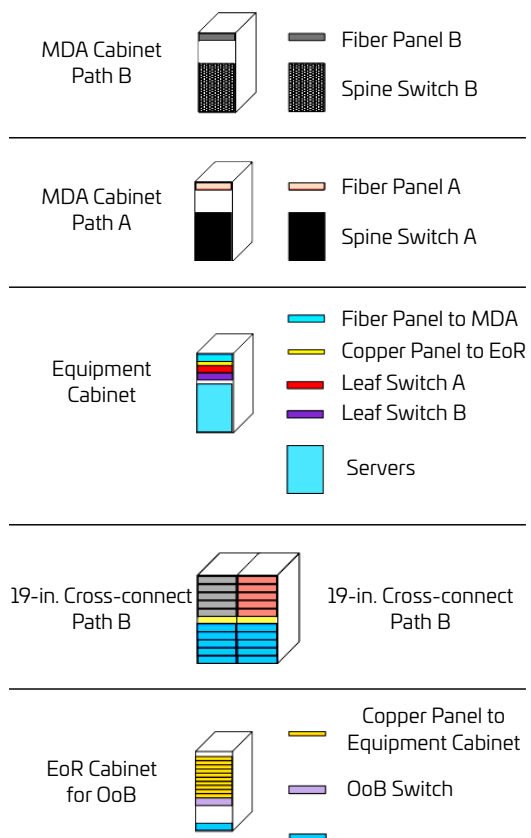 MDA Cabinet
Path B
Fiber Panel B
Spine Switch B
MDA Cabinet
Path A
Fiber Panel A
Spine Switch A
Equipment
Cabinet
Fiber Panel to MDA
Copper Panel to EoR
Leaf Switch A
Leaf Switch B
Servers
19-in. Cross-connect
Path B
19-in. Cross-connect
Path B
EoR Cabinet
for OoB
Copper Panel to
Equipment Cabinet
OoB Switch